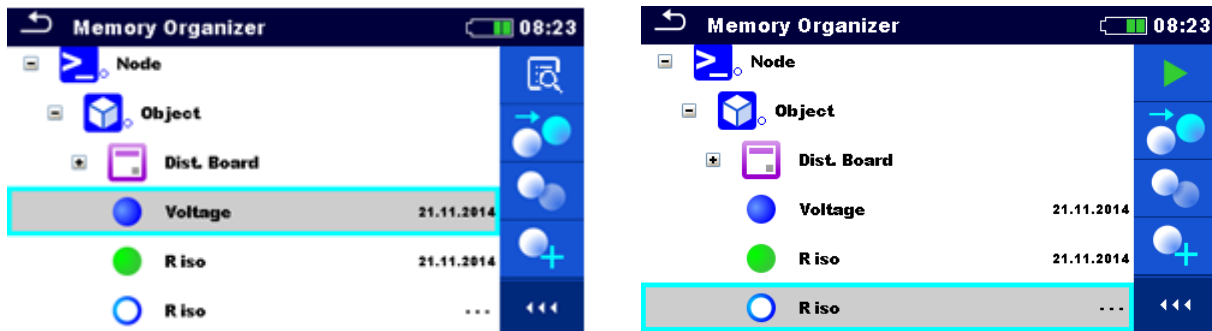 Memory Organizer 08:23
Node
Object
Dist. Board
Voltage 21.11.2014
R iso 21.11.2014
R iso ---
Memory Organizer 08:23
Node
Object
Dist. Board
Voltage 21.11.2014
R iso 21.11.2014
R iso ---